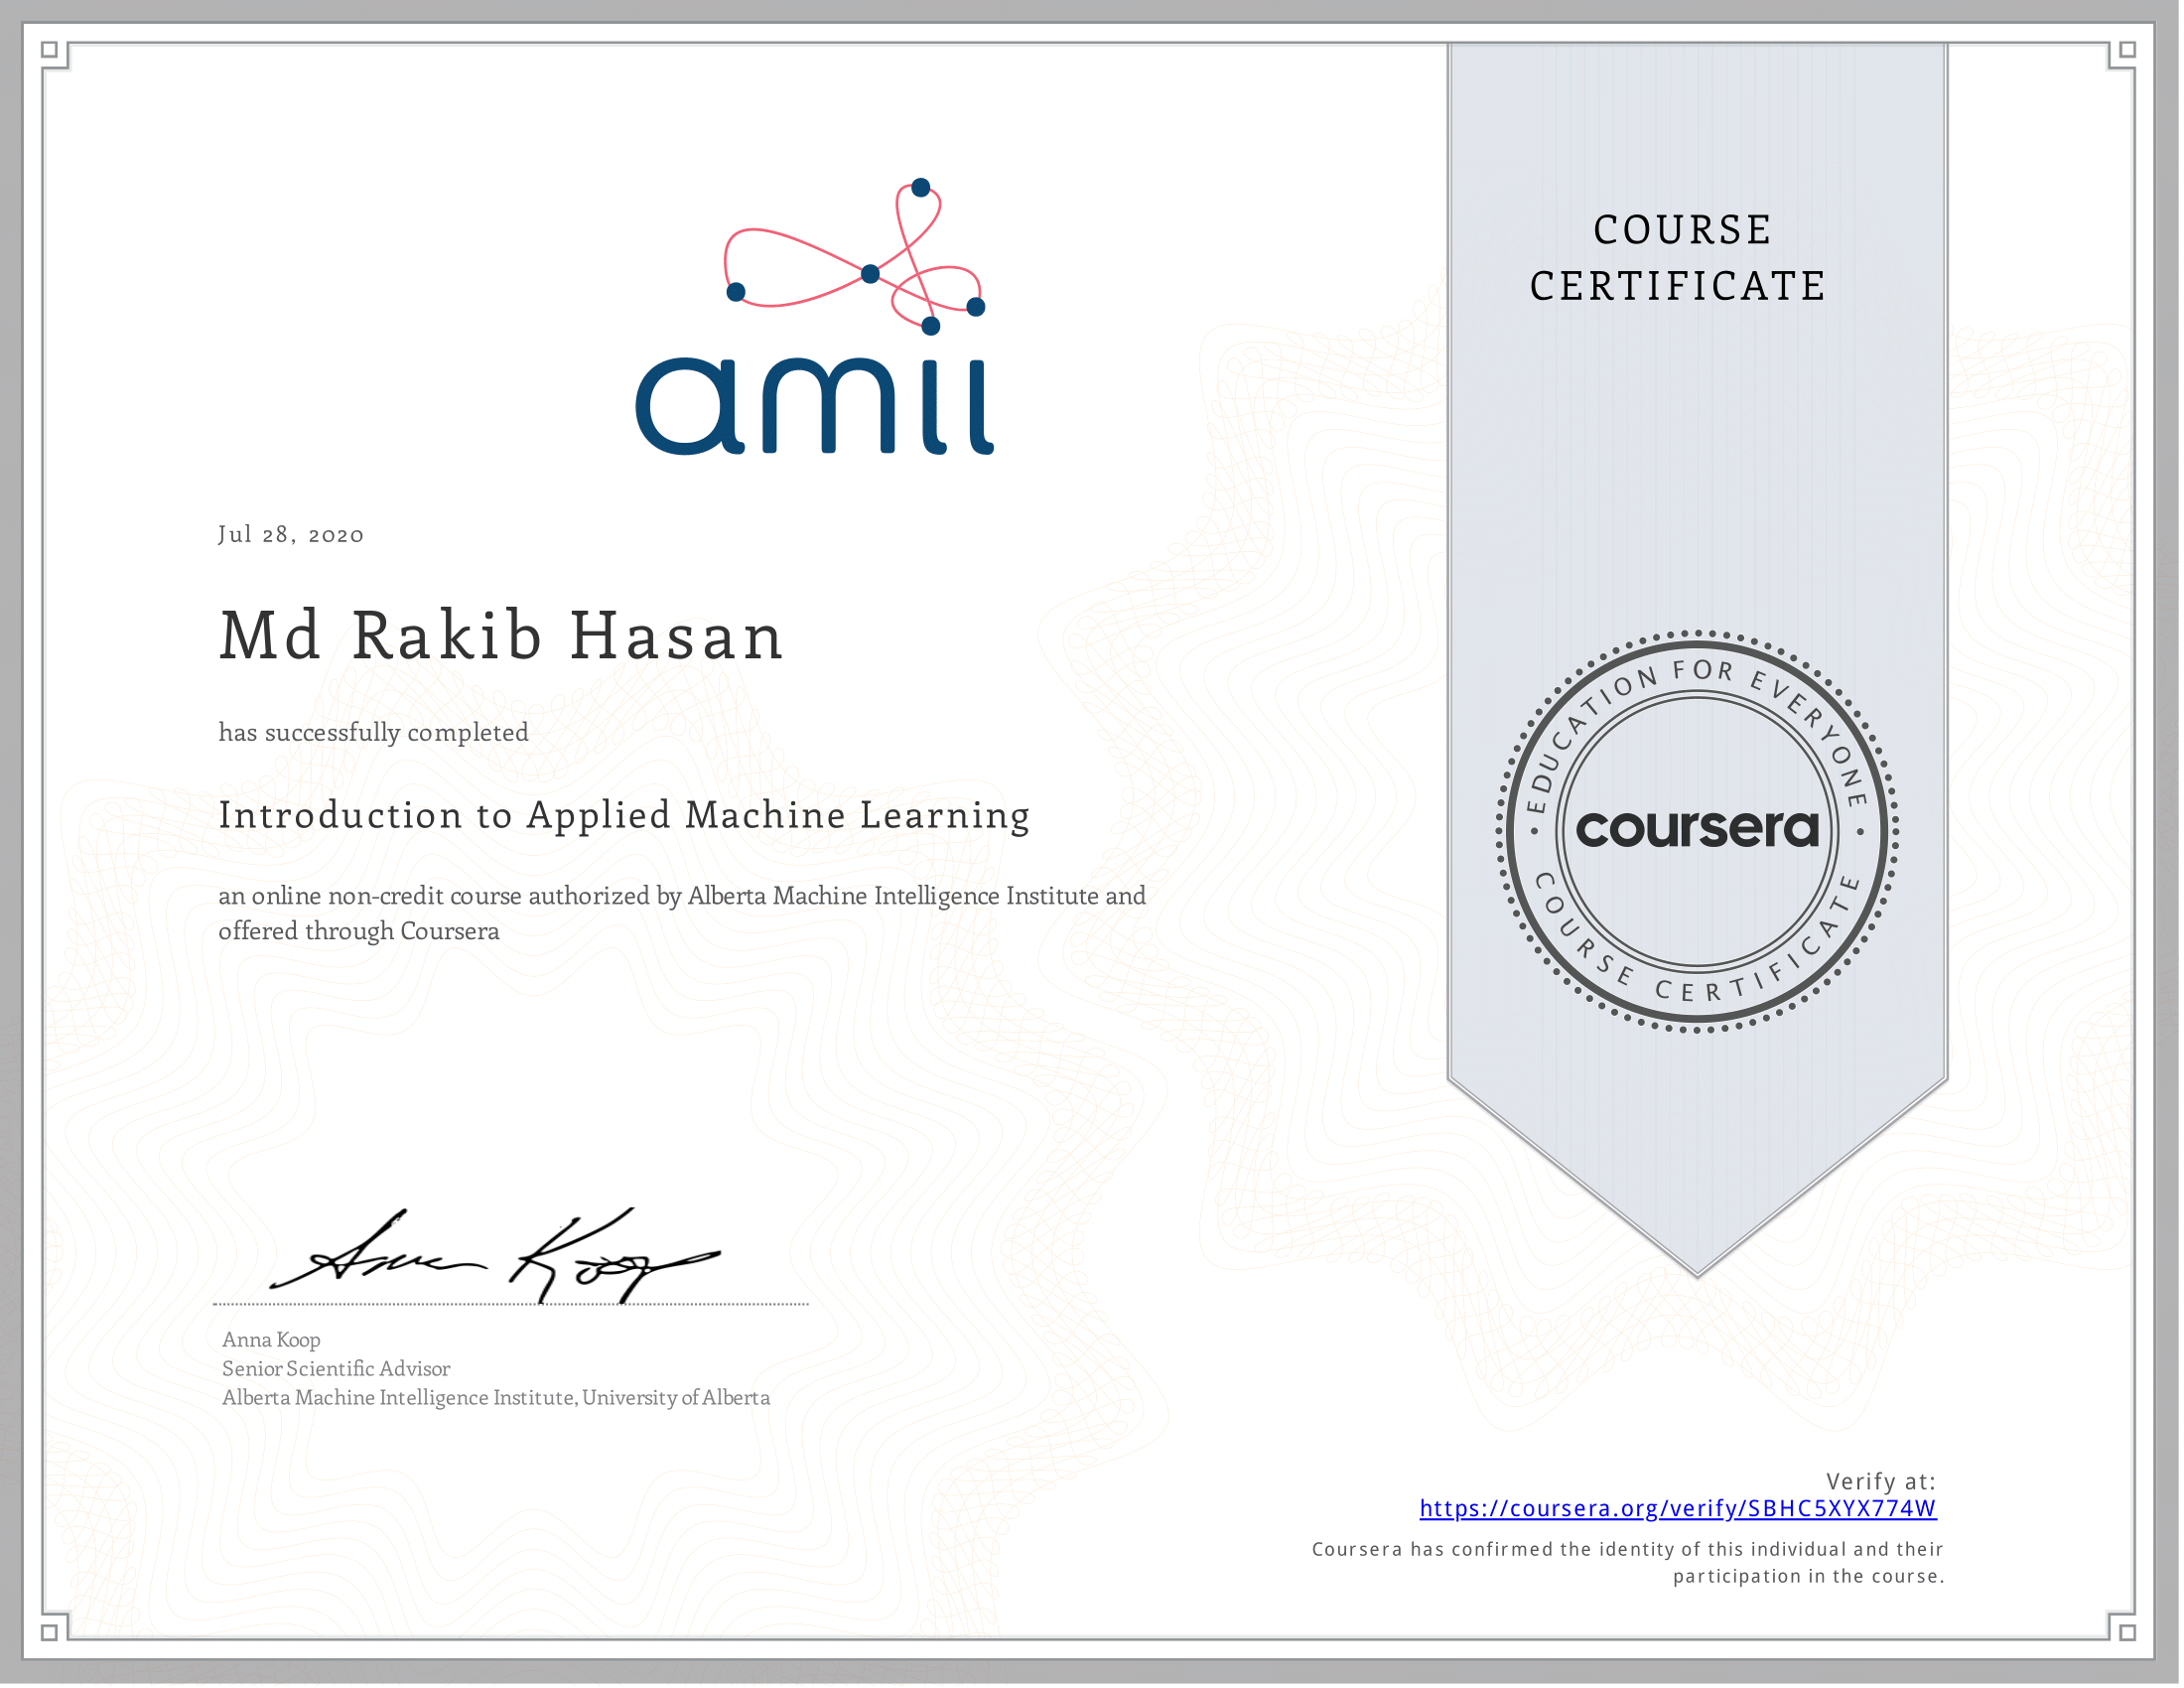 amii
COURSE
CERTIFICATE
Jul 28, 2020
Md Rakib Hasan
has successfully completed
Introduction to Applied Machine Learning
an online non-credit course authorized by Alberta Machine Intelligence Institute and
offered through Coursera
EDUCATION FOR EVERYONE
coursera
COURSE CERTIFICATE
Anna Koop
Anna Koop
Senior Scientific Advisor
Alberta Machine Intelligence Institute, University of Alberta
Verify at:
https://coursera.org/verify/SBHC5XYX774W
Coursera has confirmed the identity of this individual and their
participation in the course.